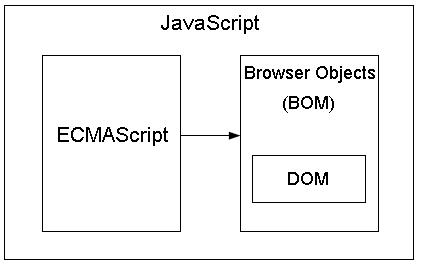 JavaScript
ECMAScript
Browser Objects
(BOM)
DOM